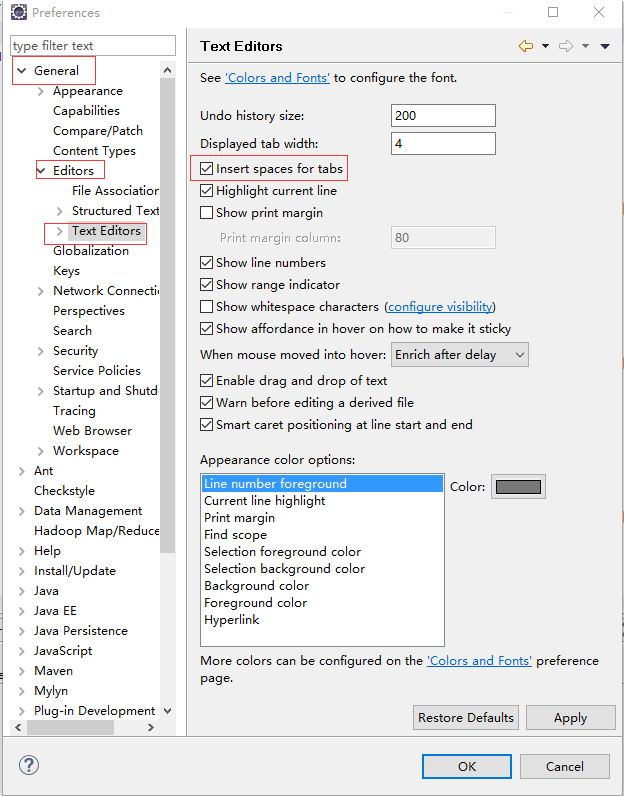 Preferences
type filter text
General
Appearance
Capabilities
Compare/Patch
Content Types
Editors
File Association
Structured Text
Text Editors
Globalization
Keys
Network Connecti
Perspectives
Search
Security
Service Policies
Startup and Shutd
Tracing
Web Browser
Workspace
Ant
Checkstyle
Data Management
Hadoop Map/Reduce
Help
Install/Update
Java
Java EE
Java Persistence
JavaScript
Maven
Mylyn
Plug-in Development
Text Editors
See 'Colors and Fonts' to configure the font.
Undo history size: 200
Displayed tab width: 4
Insert spaces for tabs
Highlight current line
Show print margin
Print margin column: 80
Show line numbers
Show range indicator
Show whitespace characters (configure visibility)
Show affordance in hover on how to make it sticky
When mouse moved into hover: Enrich after delay
Enable drag and drop of text
Warn before editing a derived file
Smart caret positioning at line start and end
Appearance color options:
Line number foreground
Current line highlight
Print margin
Find scope
Selection foreground color
Selection background color
Background color
Foreground color
Hyperlink
Color:
More colors can be configured on the 'Colors and Fonts' preference
page.
Restore Defaults
Apply
?
OK
Cancel